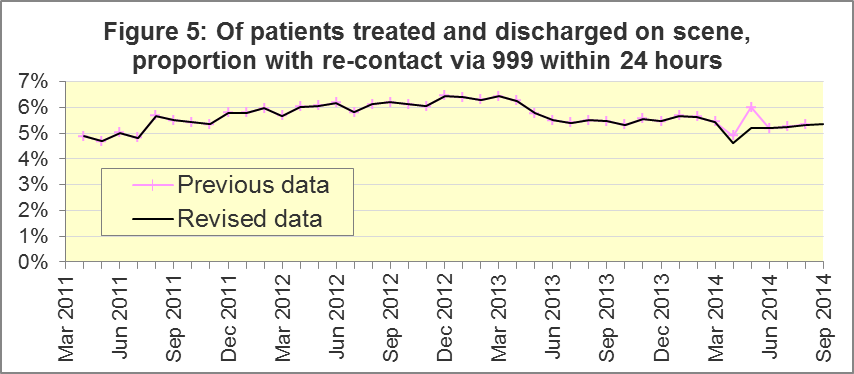 Figure 5: Of patients treated and discharged on scene,
proportion with re-contact via 999 within 24 hours
7%
6%
5%
4%
3%
2%
1%
0%
Previous data
Revised data
Mar 2011
Jun 2011
Sep 2011
Dec 2011
Mar 2012
Jun 2012
Sep 2012
Dec 2012
Mar 2013
Jun 2013
Sep 2013
Dec 2013
Mar 2014
Jun 2014
Sep 2014